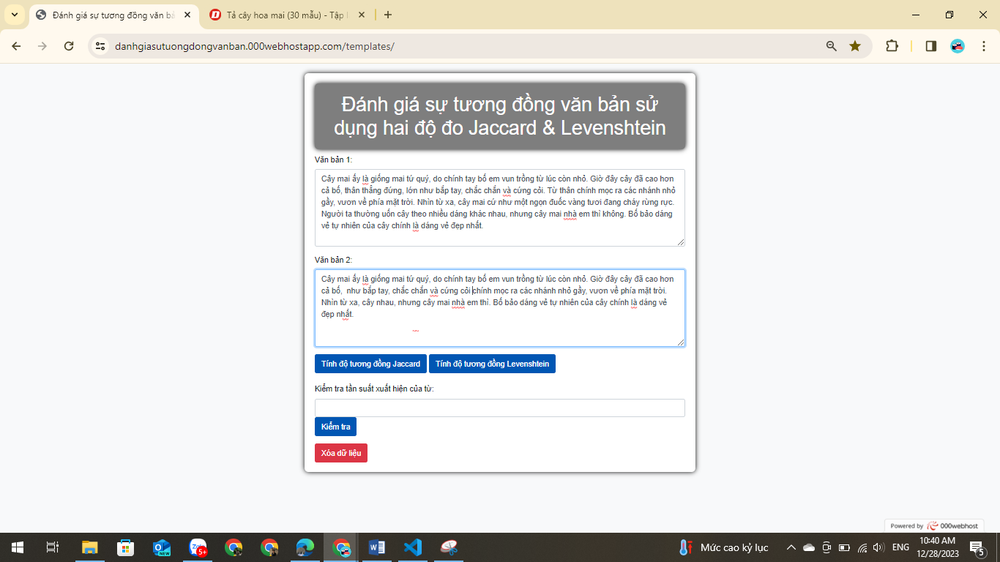 Đánh giá sự tương đồng văn bả
Tả cây hoa mai (30 mẫu) - Tập l
danhgiasutuongdongvanban.000webhostapp.com/templates/
Đánh giá sự tương đồng văn bản sử
dụng hai độ đo Jaccard & Levenshtein
Văn bản 1:
Cây mai ấy là giống mai tứ quý, do chính tay bố em vun trồng từ lúc còn nhỏ. Giờ đây cây đã cao hơn
cả bố, thân thẳng đứng, lớn như bắp tay, chắc chắn và cứng cỏi. Từ thân chính mọc ra các nhánh nhỏ
gầy, vươn về phía mặt trời. Nhìn từ xa, cây mai cứ như một ngọn đuốc vàng tươi đang cháy rừng rực.
Người ta thường uốn cây theo nhiều dáng khác nhau, nhưng cây mai nhà em thì không. Bố bảo dáng
vẻ tự nhiên của cây chính là dáng vẻ đẹp nhất.
Văn bản 2:
Cây mai ấy là giống mai tứ quý, do chính tay bố em vun trồng từ lúc còn nhỏ. Giờ đây cây đã cao hơn
cả bố,  như bắp tay, chắc chắn và cứng cỏi chính mọc ra các nhánh nhỏ gầy, vươn về phía mặt trời.
Nhìn từ xa, cây nhau, nhưng cây mai nhà em thì. Bố bảo dáng vẻ tự nhiên của cây chính là dáng vẻ
đẹp nhất.
Tính độ tương đồng Jaccard Tính độ tương đồng Levenshtein
Kiểm tra tần suất xuất hiện của từ:
Kiểm tra
Xóa dữ liệu
Powered by 000webhost
NEW
5+
Mức cao kỷ lục
ENG
10:40 AM
12/28/2023
5